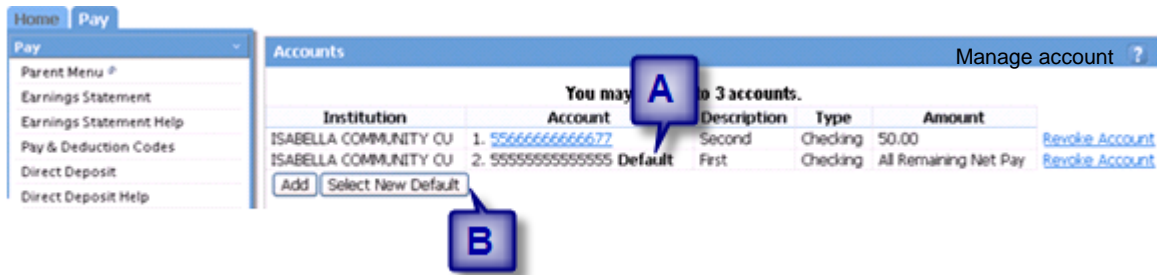 Home Pay
Pay
Parent Menu
Earnings Statement
Earnings Statement Help
Pay & Deduction Codes
Direct Deposit
Direct Deposit Help
Accounts Manage account ?
You may to 3 accounts.
Institution Account Description Type Amount
ISABELLA COMMUNITY CU 1. 55666666666677 Second Checking 50.00 Revoke Account
ISABELLA COMMUNITY CU 2. 55555555555555 Default First Checking All Remaining Net Pay Revoke Account
Add Select New Default
A
B